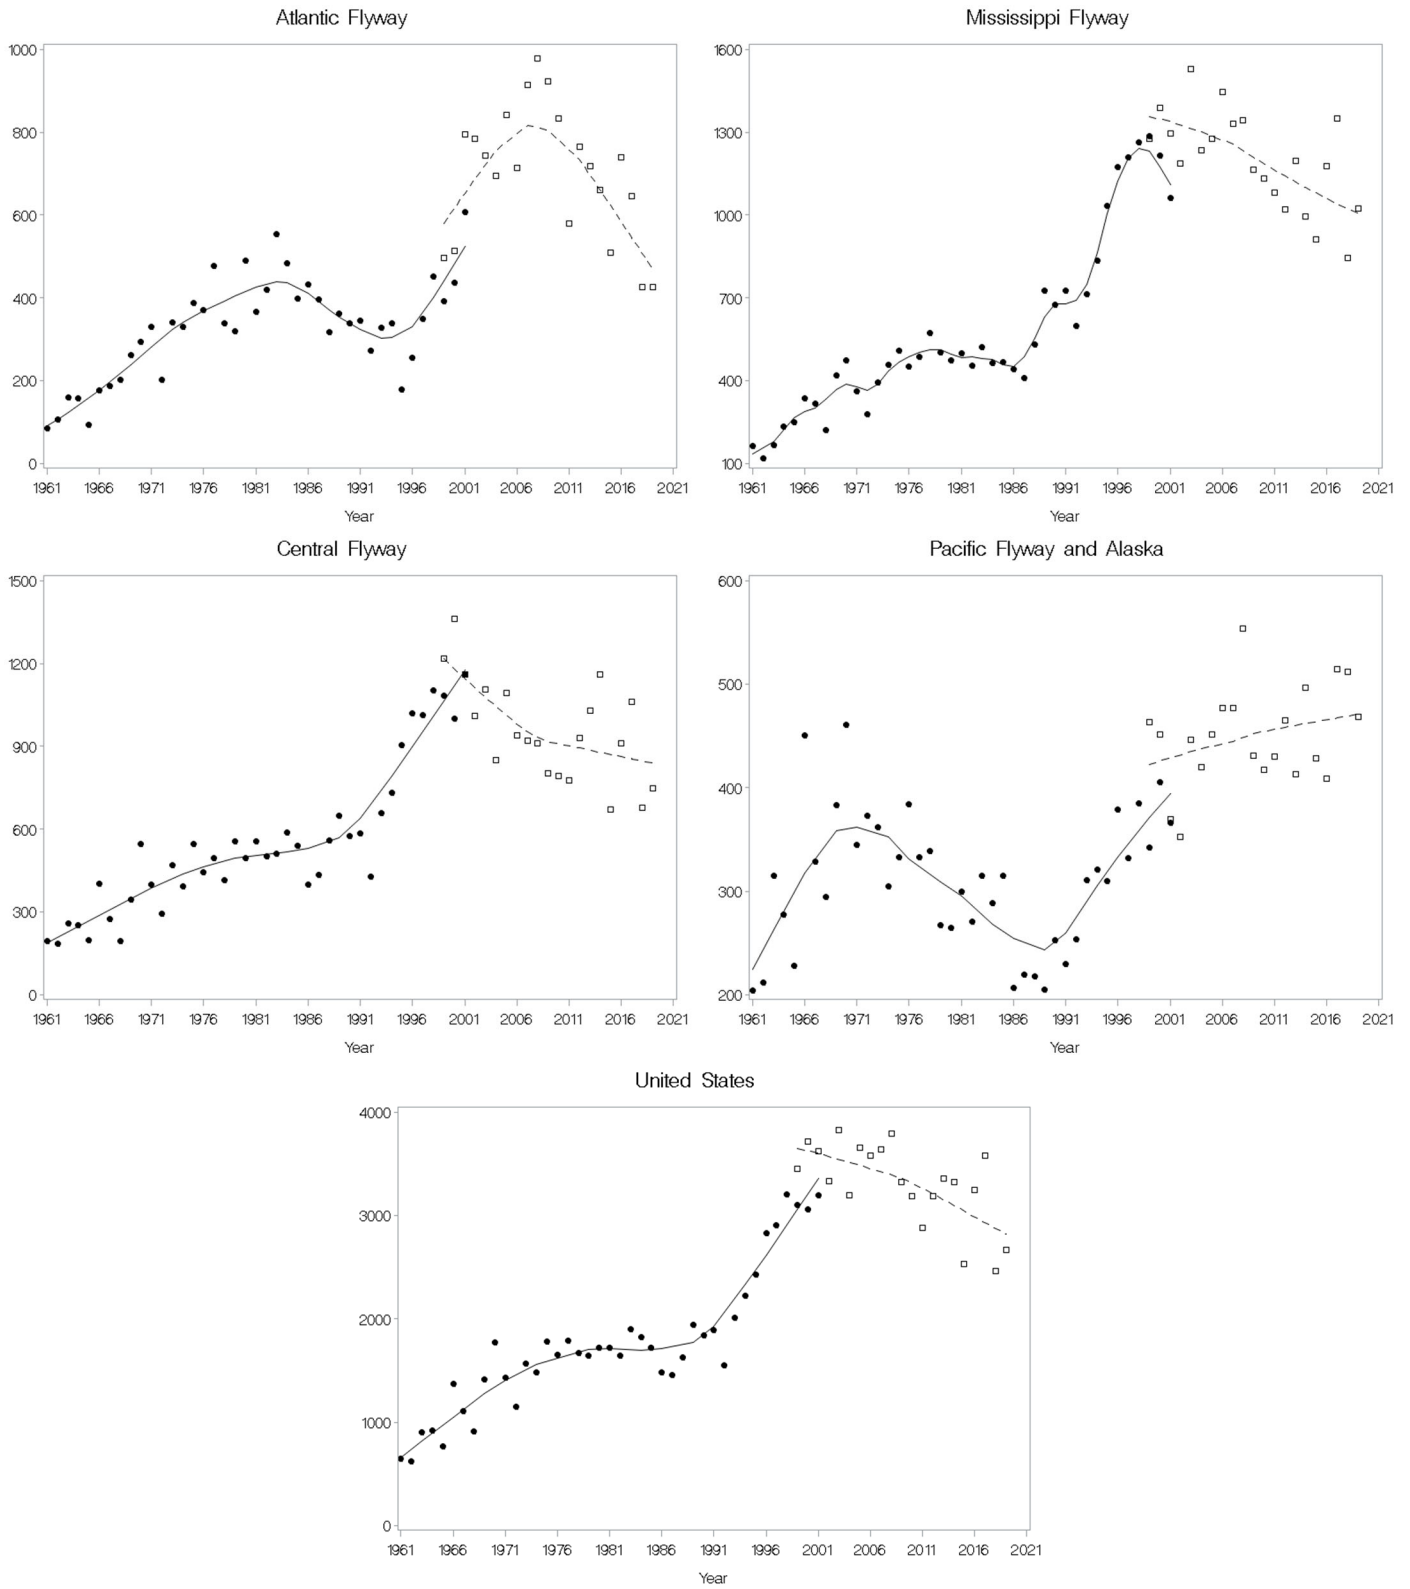 Atlantic Flyway
1000
800
600
400
200
0
1961 1966 1971 1976 1981 1986 1991 1996 2001 2006 2011 2016 2021
Year
Mississippi Flyway
1600
1300
1000
700
400
100
1961 1966 1971 1976 1981 1986 1991 1996 2001 2006 2011 2016 2021
Year
Central Flyway
1500
1200
900
600
300
0
1961 1966 1971 1976 1981 1986 1991 1996 2001 2006 2011 2016 2021
Year
Pacific Flyway and Alaska
600
500
400
300
200
1961 1966 1971 1976 1981 1986 1991 1996 2001 2006 2011 2016 2021
Year
United States
4000
3000
2000
1000
0
1961 1966 1971 1976 1981 1986 1991 1996 2001 2006 2011 2016 2021
Year